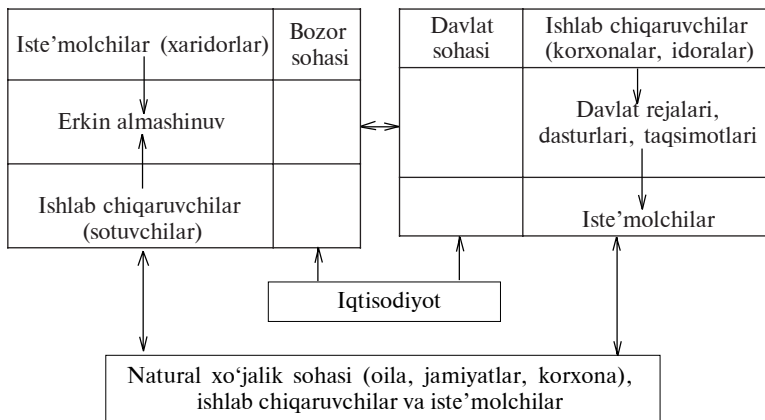 Iste’molchilar (xaridorlar)
Bozor
sohasi
Erkin almashinuv
Ishlab chiqaruvchilar
(sotuvchilar)
Davlat
sohasi
Ishlab chiqaruvchilar
(korxonalar, idoralar)
Davlat rejalari,
dasturlari, taqsimotlari
Iste’molchilar
Iqtisodiyot
Natural xo‘jalik sohasi (oila, jamiyatlar, korxona),
ishlab chiqaruvchilar va iste’molchilar